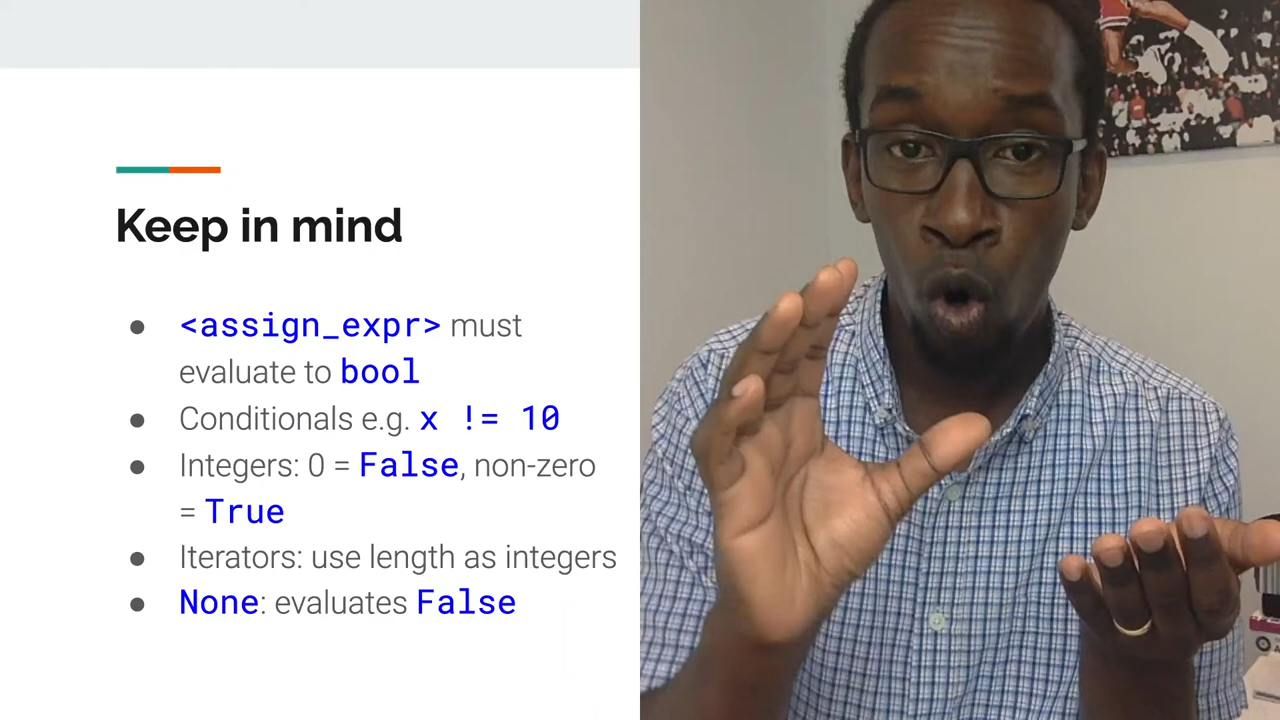 Keep in mind
● <assign_expr> must
evaluate to bool
● Conditionals e.g. x != 10
● Integers: 0 = False, non-zero
= True
● Iterators: use length as integers
● None: evaluates False